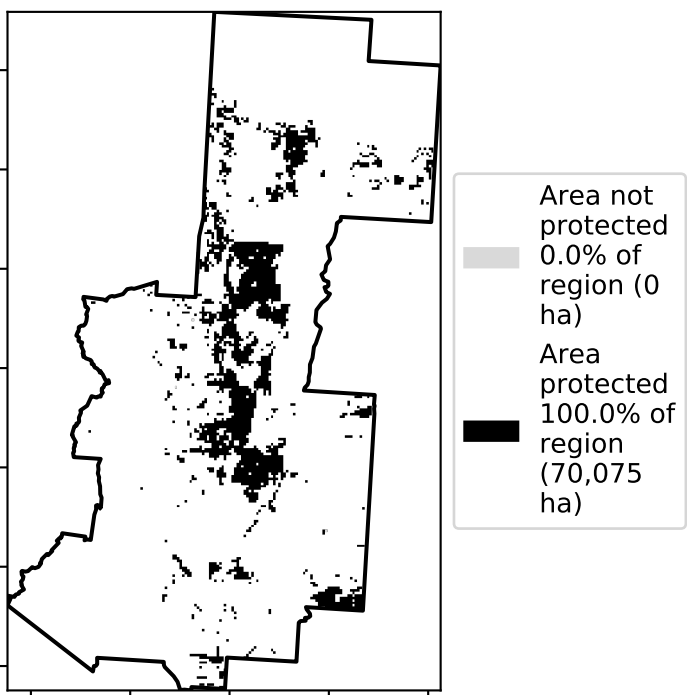 Area not
protected
0.0% of
region (0
ha)
Area
protected
100.0% of
region
(70,075
ha)